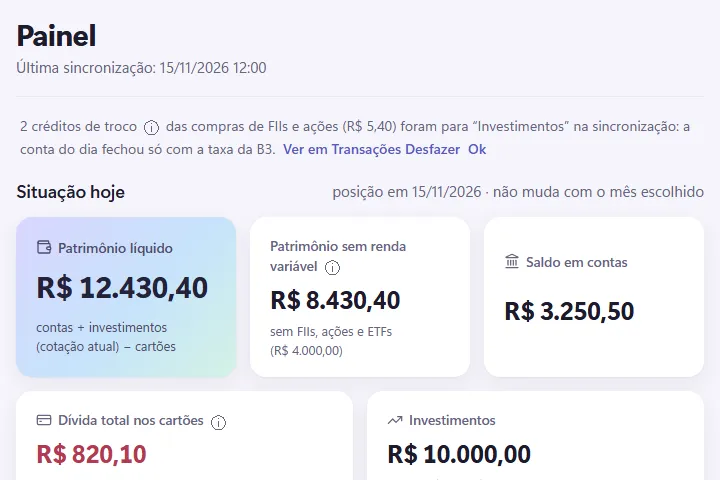 Painel
Última sincronização: 15/11/2026 12:00
2 créditos de troco ⓘ das compras de FIIs e ações (R$ 5,40) foram para “Investimentos” na sincronização: a
conta do dia fechou só com a taxa da B3. Ver em Transações Desfazer Ok
Situação hoje
posição em 15/11/2026 · não muda com o mês escolhido
Patrimônio líquido
R$ 12.430,40
contas + investimentos
(cotação atual) − cartões
Patrimônio sem renda
variável ⓘ
R$ 8.430,40
sem FIIs, ações e ETFs
(R$ 4.000,00)
Saldo em contas
R$ 3.250,50
Dívida total nos cartões ⓘ
R$ 820,10
Investimentos
R$ 10.000,00